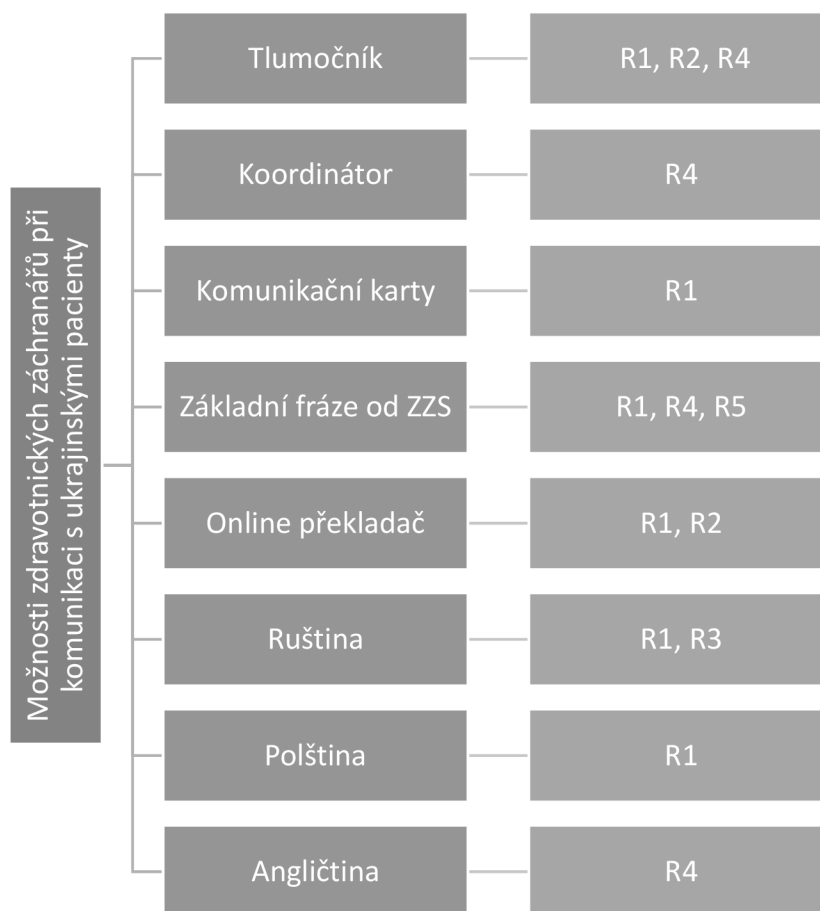 Možnosti zdravotnických záchranářů při
komunikaci s ukrajinskými pacienty
Tlumočník
R1, R2, R4
Koordinátor
R4
Komunikační karty
R1
Základní fráze od ZZS
R1, R4, R5
Online překladač
R1, R2
Ruština
R1, R3
Polština
R1
Angličtina
R4